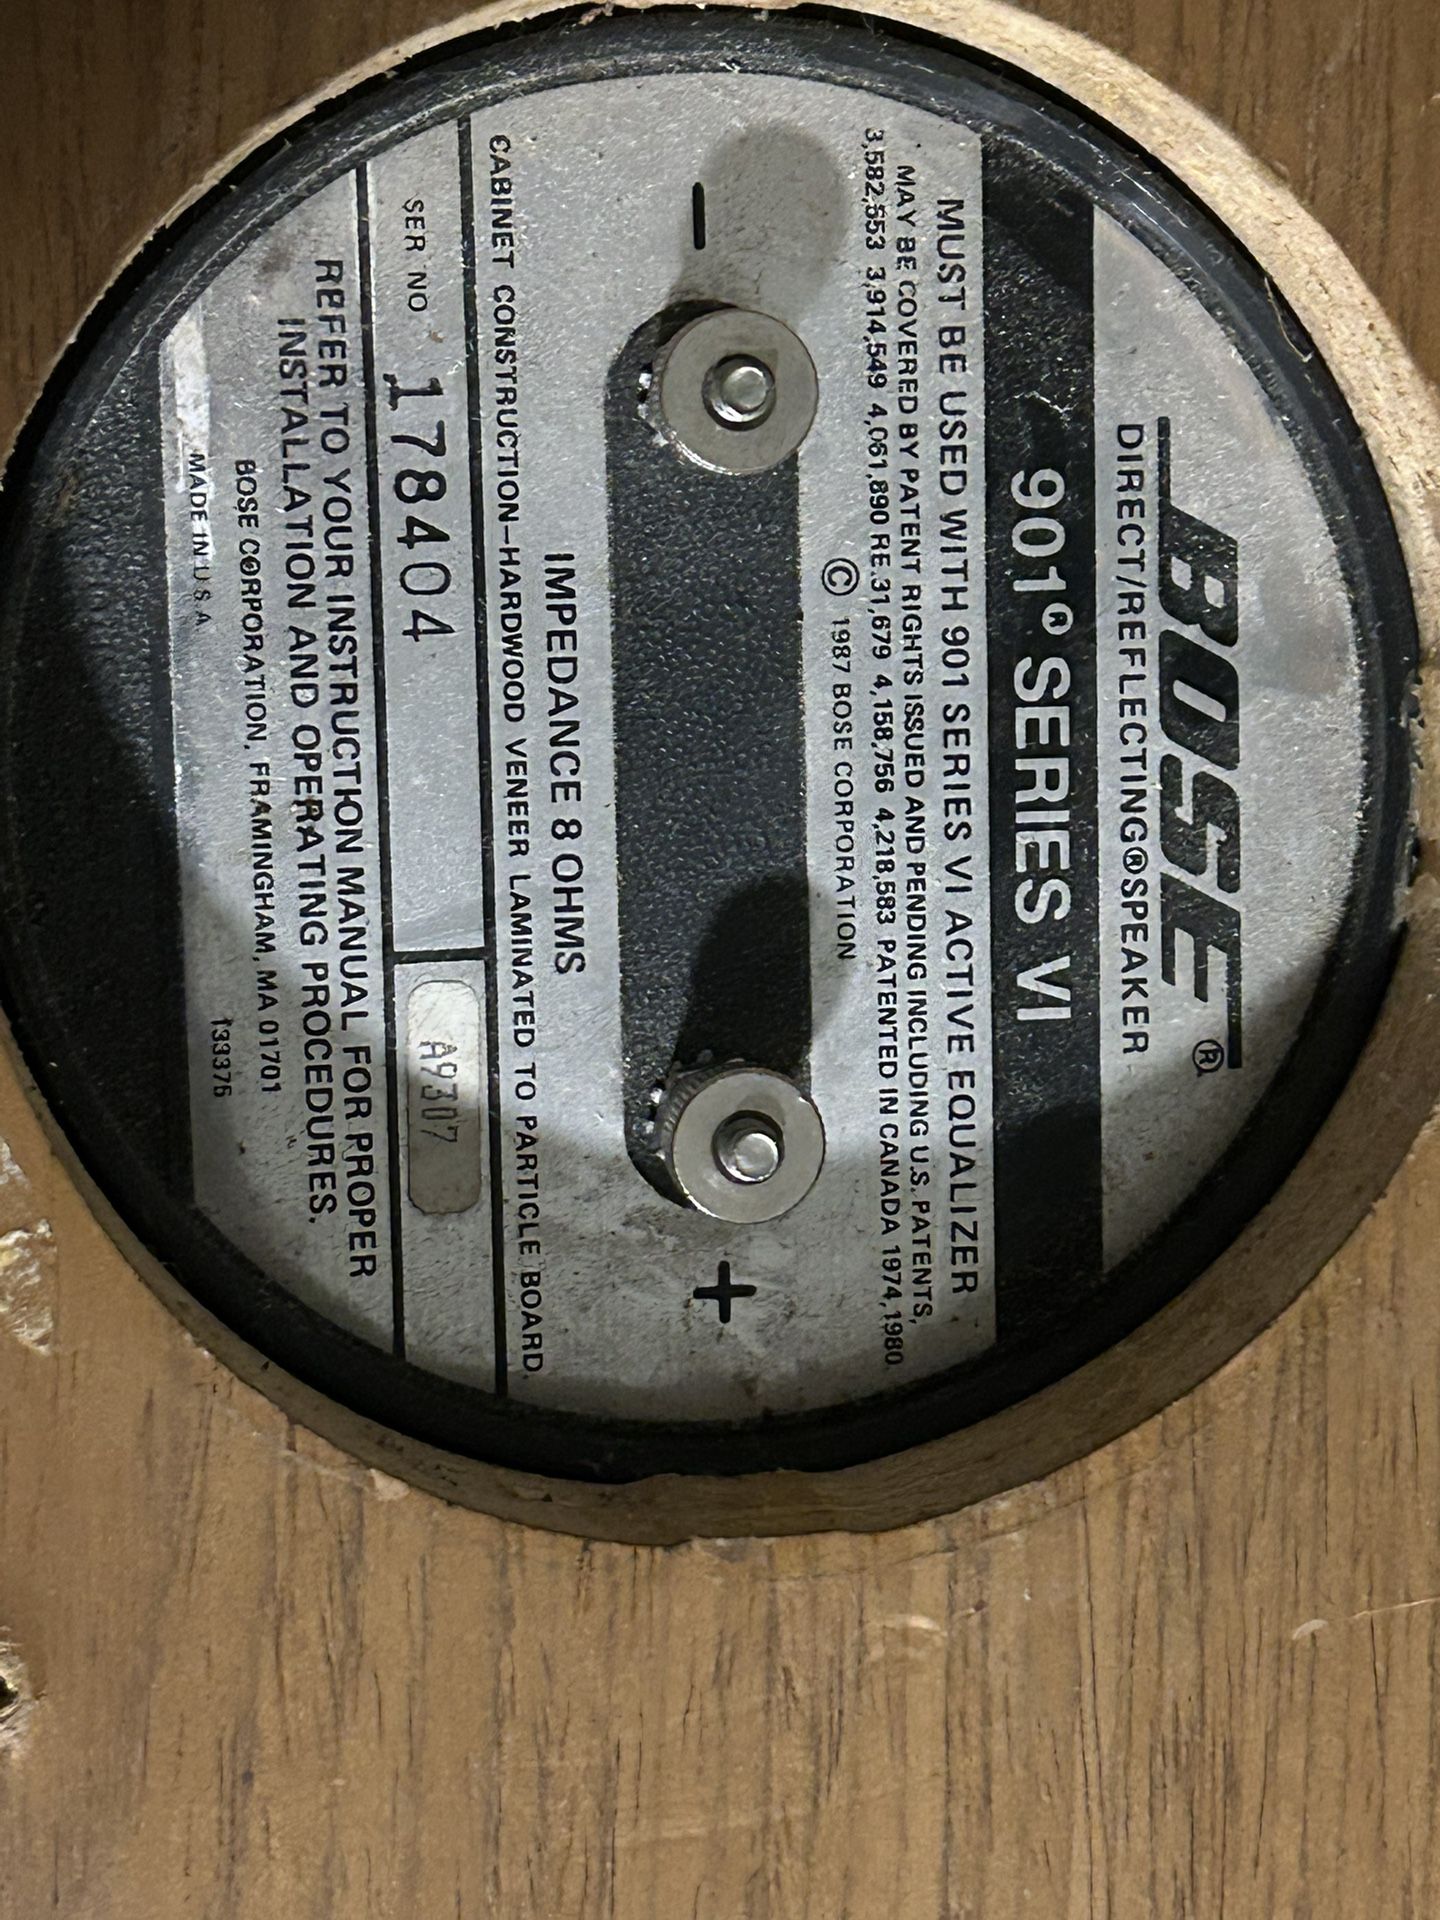 BOSE®
DIRECT/REFLECTING®SPEAKER
901® SERIES VI
MUST BE USED WITH 901 SERIES VI ACTIVE EQUALIZER
MAY BE COVERED BY PATENT RIGHTS ISSUED AND PENDING INCLUDING U.S. PATENTS,
3,582,553 3,914,549 4,061,890 RE.31,679 4,158,756 4,218,583 PATENTED IN CANADA 1974,1980.
© 1987 BOSE CORPORATION
- +
IMPEDANCE 8 OHMS
CABINET CONSTRUCTION-HARDWOOD VENEER LAMINATED TO PARTICLE BOARD.
SER NO 178404 A9307
REFER TO YOUR INSTRUCTION MANUAL FOR PROPER
INSTALLATION AND OPERATING PROCEDURES.
BOSE CORPORATION, FRAMINGHAM, MA 01701
MADE IN U.S.A. 133376